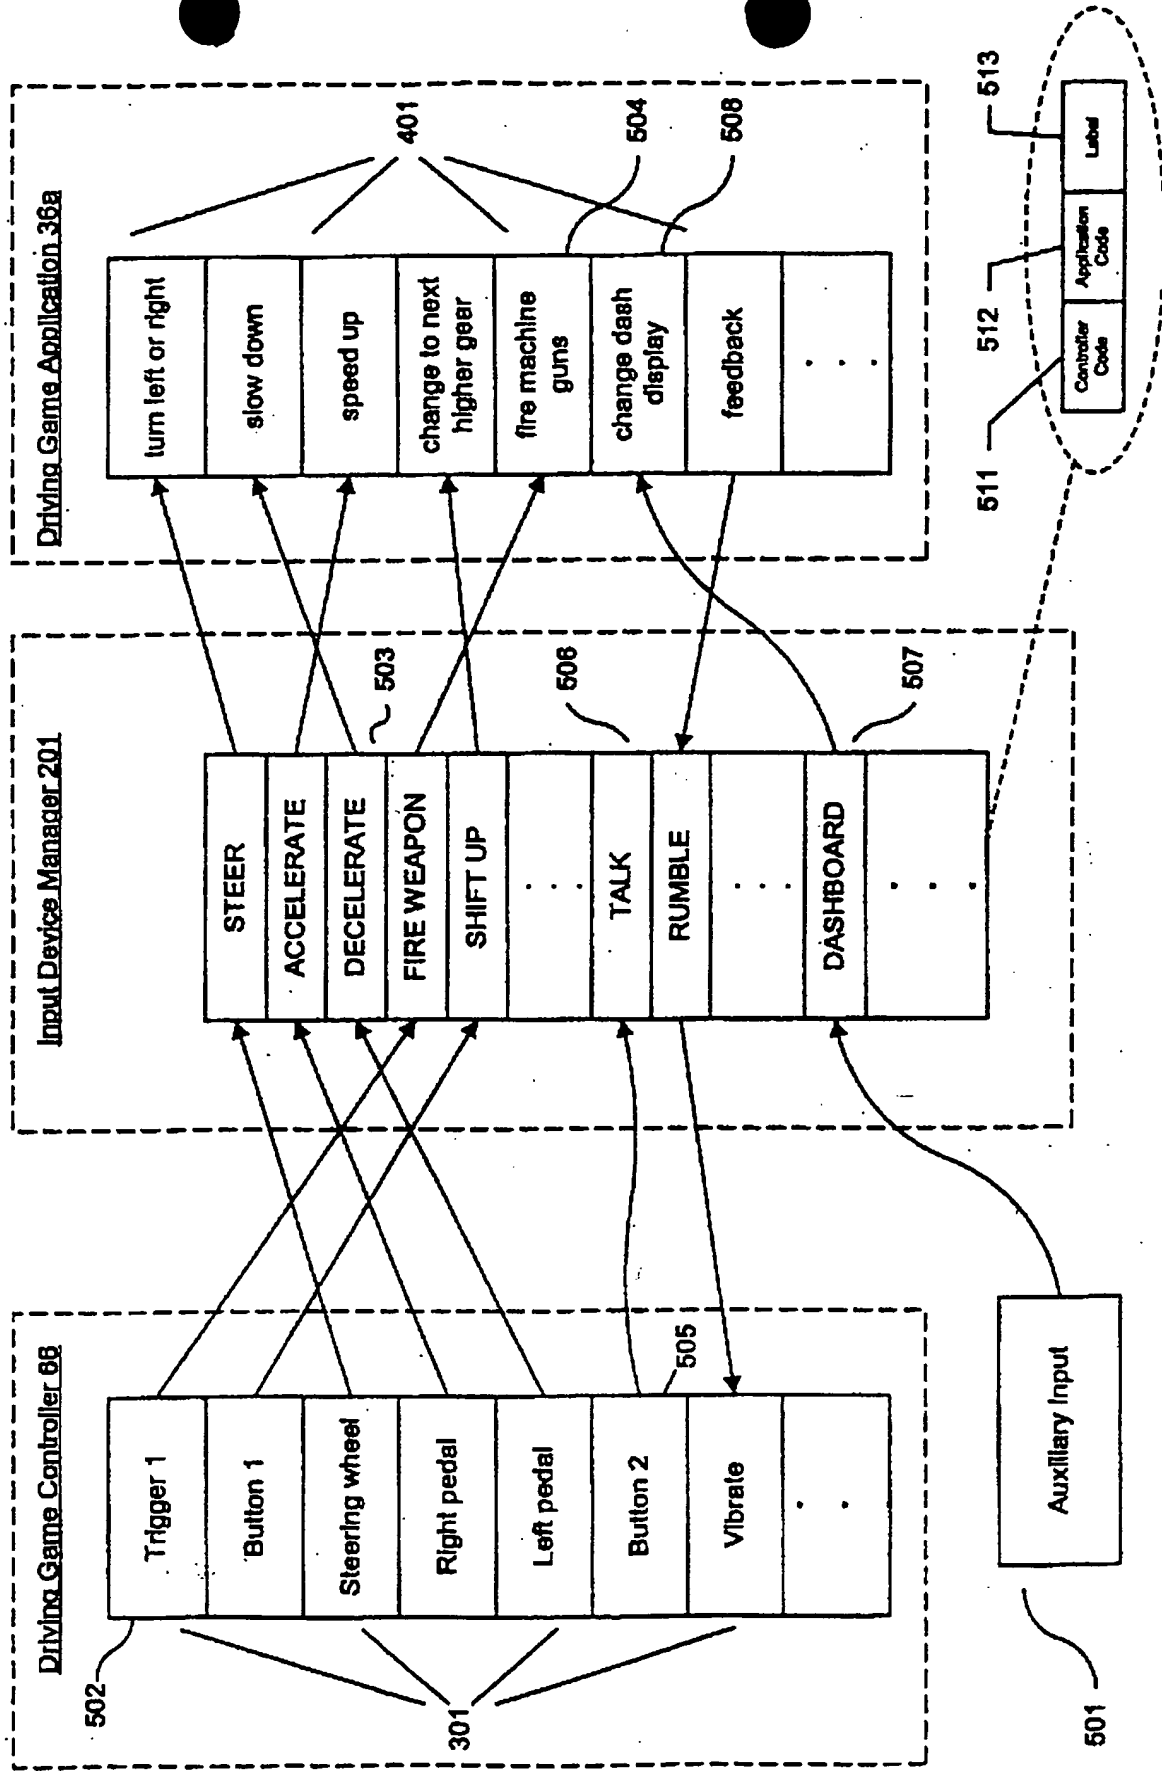 Driving Game Controller 66
502
Trigger 1
Button 1
Steering wheel
Right pedal
Left pedal
Button 2
Vibrate
301
505
Auxiliary Input
501
Input Device Manager 201
STEER
ACCELERATE
DECELERATE
FIRE WEAPON
SHIFT UP
TALK
RUMBLE
DASHBOARD
503
506
507
Driving Game Application 36a
turn left or right
slow down
speed up
change to next
higher gear
fire machine
guns
change dash
display
feedback
401
504
508
511
512
513
Controller
Code
Application
Code
Label